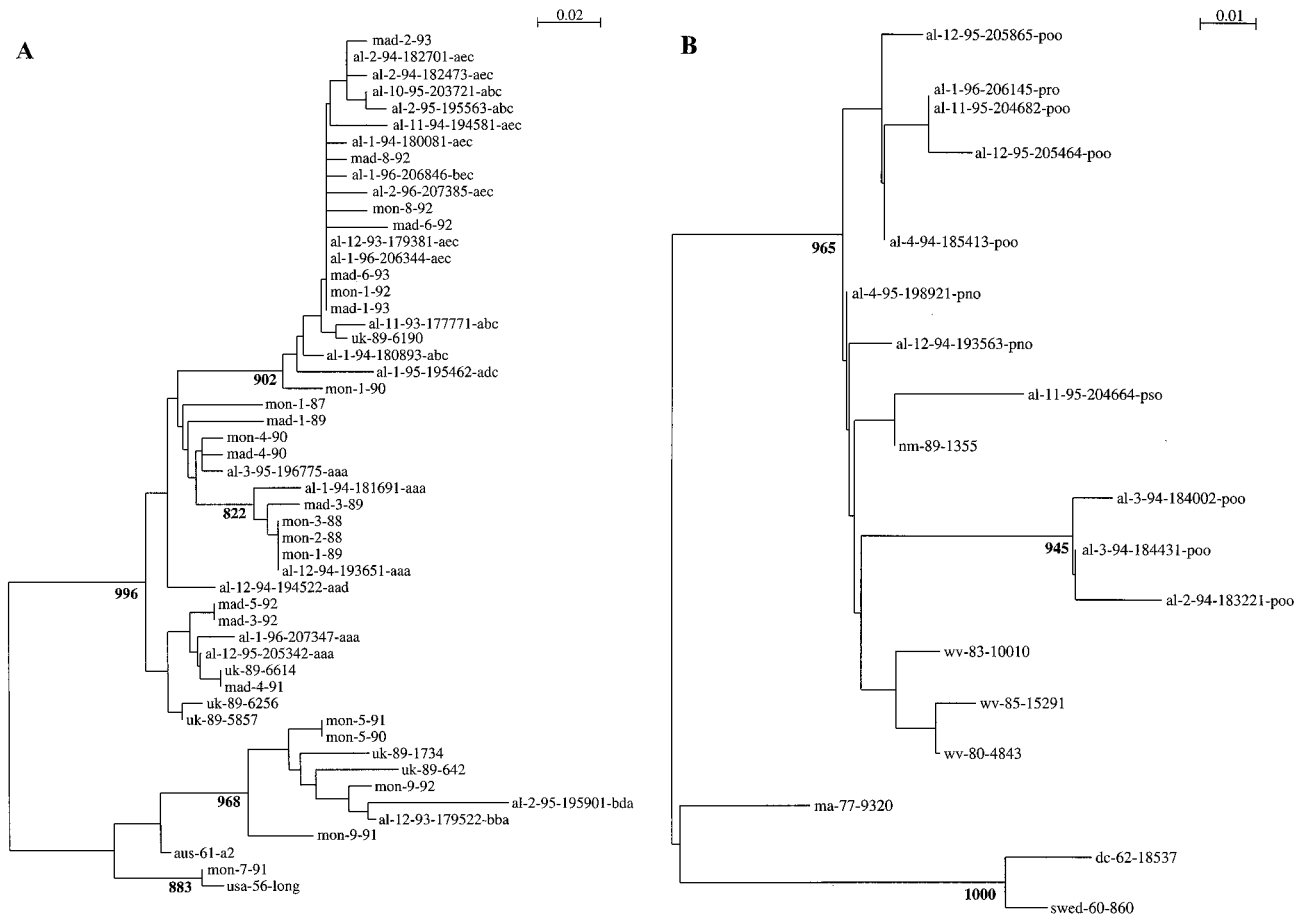 A
0.02
mad-2-93
al-2-94-182701-aec
al-2-94-182473-aec
al-10-95-203721-abc
al-2-95-195563-abc
al-11-94-194581-aec
al-1-94-180081-aec
mad-8-92
al-1-96-206846-bec
al-2-96-207385-aec
mon-8-92
mad-6-92
al-12-93-179381-aec
al-1-96-206344-aec
mad-6-93
mon-1-92
mad-1-93
al-11-93-177771-abc
uk-89-6190
al-1-94-180893-abc
al-1-95-195462-adc
902
mon-1-90
mon-1-87
mad-1-89
mon-4-90
mad-4-90
al-3-95-196775-aaa
al-1-94-181691-aaa
822
mad-3-89
mon-3-88
mon-2-88
mon-1-89
al-12-94-193651-aaa
996
al-12-94-194522-aad
mad-5-92
mad-3-92
al-1-96-207347-aaa
al-12-95-205342-aaa
uk-89-6614
mad-4-91
uk-89-6256
uk-89-5857
mon-5-91
mon-5-90
uk-89-1734
uk-89-642
mon-9-92
968
al-2-95-195901-bda
al-12-93-179522-bba
mon-9-91
aus-61-a2
mon-7-91
883
usa-56-long
B
0.01
al-12-95-205865-poo
al-1-96-206145-pro
al-11-95-204682-poo
al-12-95-205464-poo
965
al-4-94-185413-poo
al-4-95-198921-pno
al-12-94-193563-pno
al-11-95-204664-pso
nm-89-1355
al-3-94-184002-poo
945
al-3-94-184431-poo
al-2-94-183221-poo
wv-83-10010
wv-85-15291
wv-80-4843
ma-77-9320
dc-62-18537
1000
swed-60-860